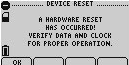 DEVICE RESET
A HARDWARE RESET
HAS OCCURRED!
VERIFY DATA AND CLOCK
FOR PROPER OPERATION.
OK